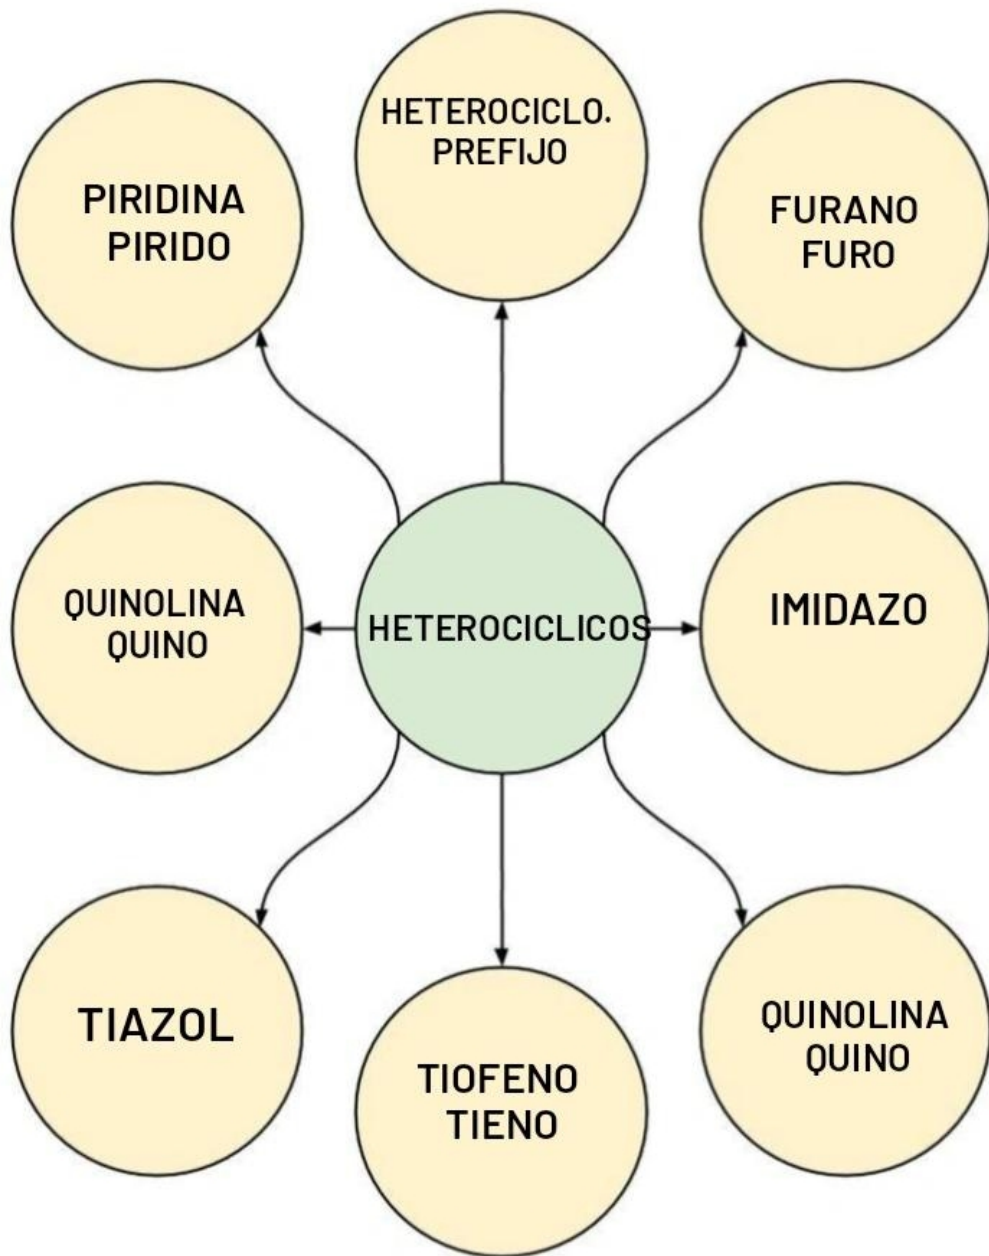 HETEROCICLO.
PREFIJO
PIRIDINA
PIRIDO
FURANO
FURO
QUINOLINA
QUINO
HETEROCICLICOS
IMIDAZO
TIAZOL
TIOFENO
TIENO
QUINOLINA
QUINO